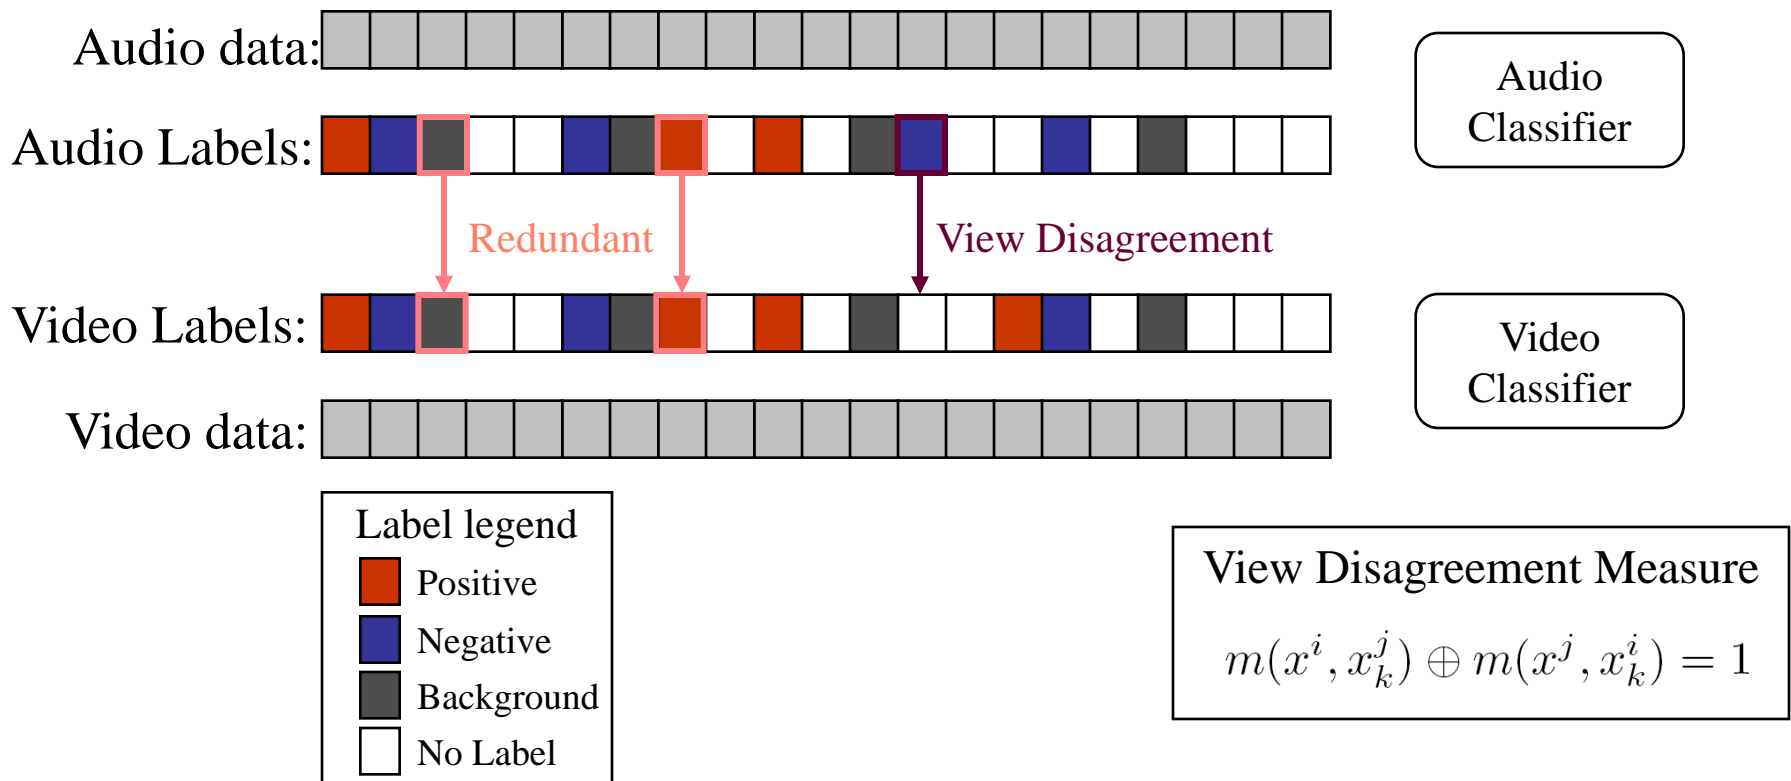 Audio data:
Audio
Classifier
Audio Labels:
Redundant
View Disagreement
Video Labels:
Video
Classifier
Video data:
Label legend
Positive
Negative
Background
No Label
View Disagreement Measure
$m(x^i, x_k^j) \oplus m(x^j, x_k^i) = 1$